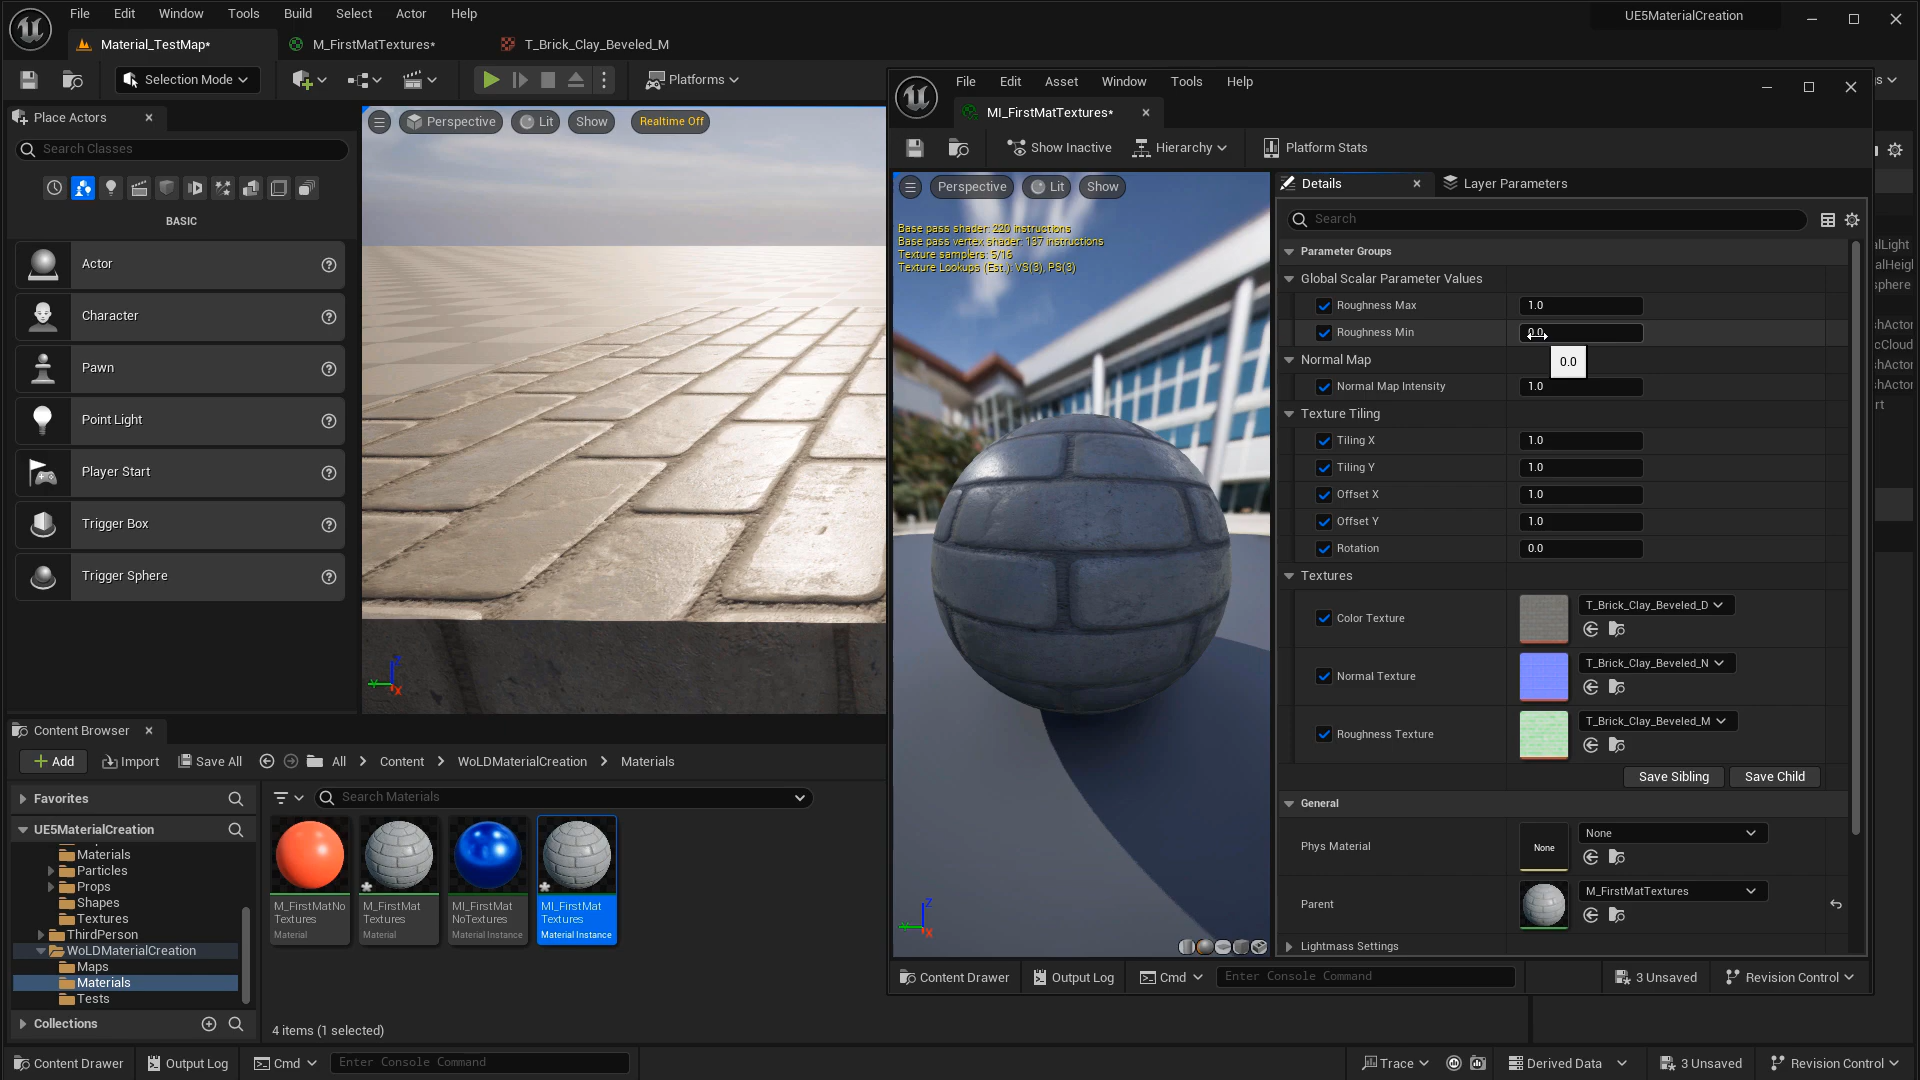 File Edit Window Tools Build Select Actor Help
UE5MaterialCreation
Material_TestMap*
M_FirstMatTextures*
T_Brick_Clay_Beveled_M
Selection Mode
Platforms
Place Actors
Search Classes
BASIC
Actor
Character
Pawn
Point Light
Player Start
Trigger Box
Trigger Sphere
Perspective Lit Show Realtime Off
File Edit Asset Window Tools Help
MI_FirstMatTextures*
Show Inactive
Hierarchy
Platform Stats
Perspective Lit Show
Base pass shader: 220 instructions
Base pass vertex shader: 137 instructions
Texture samplers: 5/16
Texture Lookups (Est.): VS(3), PS(3)
Details
Layer Parameters
Search
Parameter Groups
Global Scalar Parameter Values
Roughness Max 1.0
Roughness Min 0.0
0.0
Normal Map
Normal Map Intensity 1.0
Texture Tiling
Tiling X 1.0
Tiling Y 1.0
Offset X 1.0
Offset Y 1.0
Rotation 0.0
Textures
Color Texture T_Brick_Clay_Beveled_D
Normal Texture T_Brick_Clay_Beveled_N
Roughness Texture T_Brick_Clay_Beveled_M
Save Sibling Save Child
General
Phys Material None None
Parent M_FirstMatTextures
Lightmass Settings
Content Drawer Output Log Cmd Enter Console Command 3 Unsaved Revision Control
Content Browser
Add Import Save All All Content WoLDMaterialCreation Materials
Favorites
UE5MaterialCreation
Materials
Particles
Props
Shapes
Textures
ThirdPerson
WoLDMaterialCreation
Maps
Materials
Tests
Collections
Search Materials
M_FirstMatNo
Textures
Material
M_FirstMat
Textures
Material
MI_FirstMat
NoTextures
Material Instance
MI_FirstMat
Textures
Material Instance
4 items (1 selected)
Content Drawer Output Log Cmd Enter Console Command Trace Derived Data 3 Unsaved Revision Control